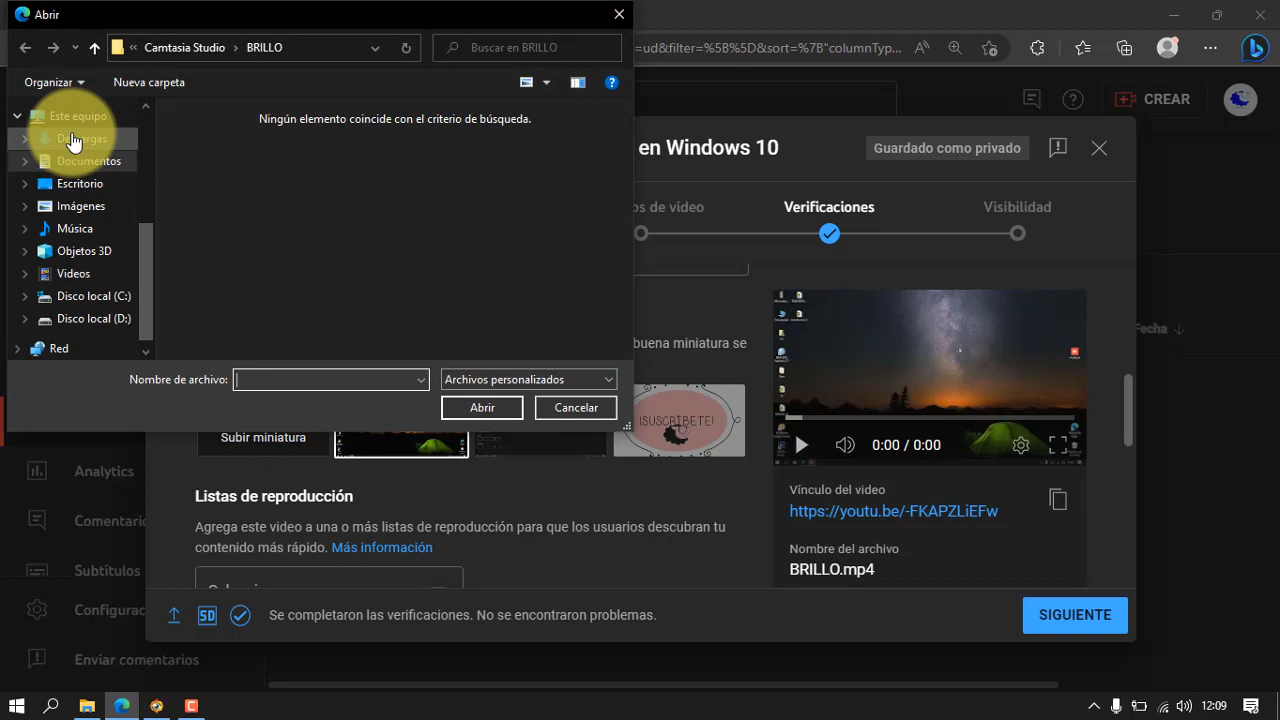 Abrir
Camtasia Studio
BRILLO
Buscar en BRILLO
=ud&filter=%5B%5D&sort=%7B"columnTyp...
Organizar
Nueva carpeta
CREAR
Este equipo
Descargas
Documentos
Escritorio
Imágenes
Música
Objetos 3D
Videos
Disco local (C:)
Disco local (D:)
Red
Ningún elemento coincide con el criterio de búsqueda.
Nombre de archivo:
Archivos personalizados
Abrir
Cancelar
en Windows 10
Guardado como privado
os de video
Verificaciones
Visibilidad
Fecha
buena miniatura se
Subir miniatura
¡SUSCRÍBETE!
0:00 / 0:00
Listas de reproducción
Agrega este video a una o más listas de reproducción para que los usuarios descubran tu
contenido más rápido. Más información
Vínculo del video
https://youtu.be/-FKAPZLiEFw
Nombre del archivo
BRILLO.mp4
Analytics
Comentario
Subtítulos
Configurac
Enviar comentarios
SD
Se completaron las verificaciones. No se encontraron problemas.
SIGUIENTE
12:09